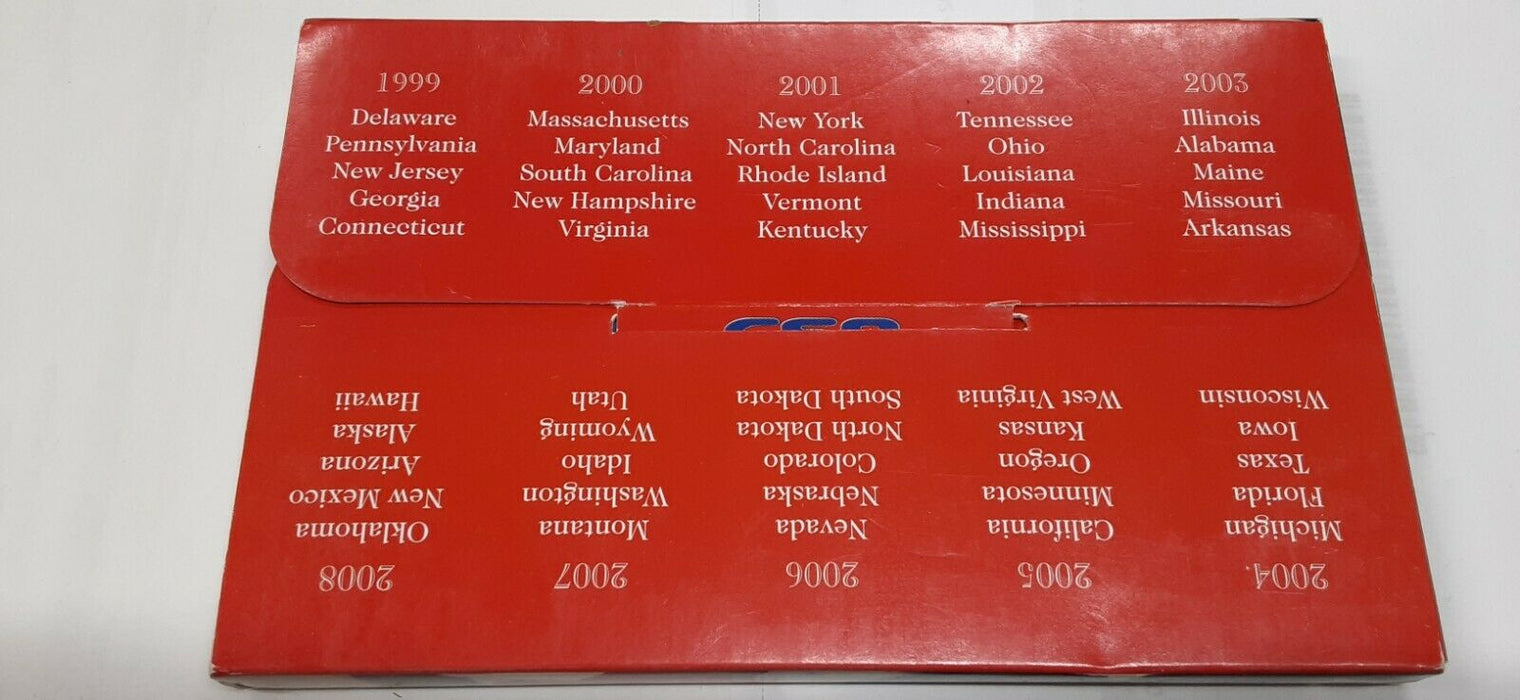 1999 2000 2001 2002 2003
Delaware Massachusetts New York Tennessee Illinois
Pennsylvania Maryland North Carolina Ohio Alabama
New Jersey South Carolina Rhode Island Louisiana Maine
Georgia New Hampshire Vermont Indiana Missouri
Connecticut Virginia Kentucky Mississippi Arkansas
2004. 2005 2006 2007 2008
Michigan California Nevada Montana Oklahoma
Florida Minnesota Nebraska Washington New Mexico
Texas Oregon Colorado Idaho Arizona
Iowa Kansas North Dakota Wyoming Alaska
Wisconsin West Virginia South Dakota Utah Hawaii